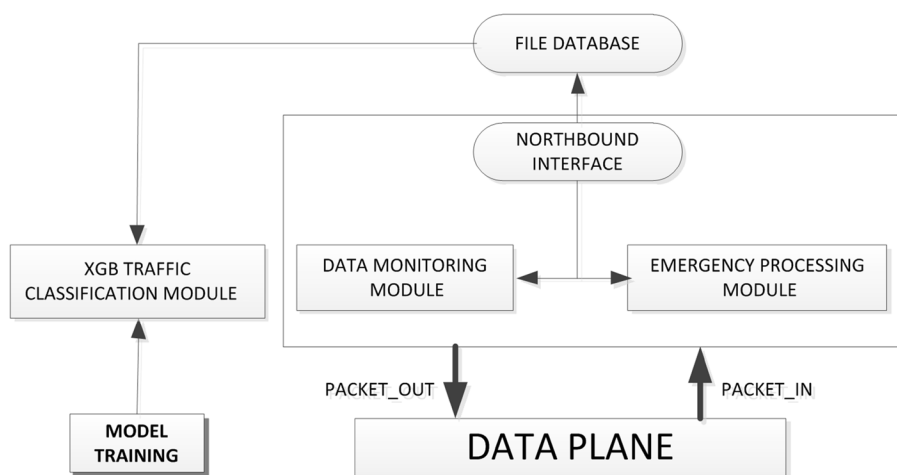 FILE DATABASE
NORTHBOUND
INTERFACE
XGB TRAFFIC
CLASSIFICATION MODULE
DATA MONITORING
MODULE
EMERGENCY PROCESSING
MODULE
PACKET_OUT
PACKET_IN
MODEL
TRAINING
DATA PLANE